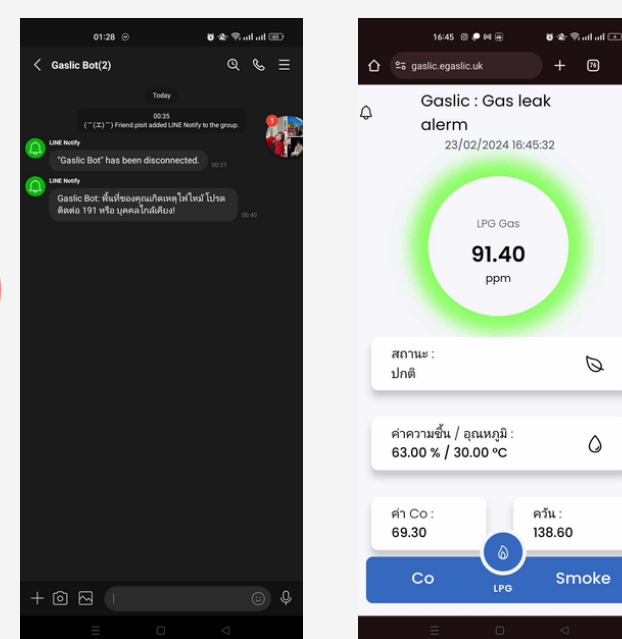 01:28
Gaslic Bot(2)
Today
00:35
Friend.pisit added LINE Notify to the group.
LINE Notify
"Gaslic Bot" has been disconnected.
00:37
LINE Notify
Gaslic Bot: พื้นที่ของคุณเกิดเหตุไฟไหม้ โปรด
ติดต่อ 191 หรือ บุคคลใกล้เคียง!
00:40
1
16:45
gaslic.egaslic.uk
76
Gaslic : Gas leak
alerm
23/02/2024 16:45:32
LPG Gas
91.40
ppm
สถานะ :
ปกติ
ค่าความชื้น / อุณหภูมิ :
63.00 % / 30.00 °C
ค่า Co :
69.30
ควัน :
138.60
Co
LPG
Smoke